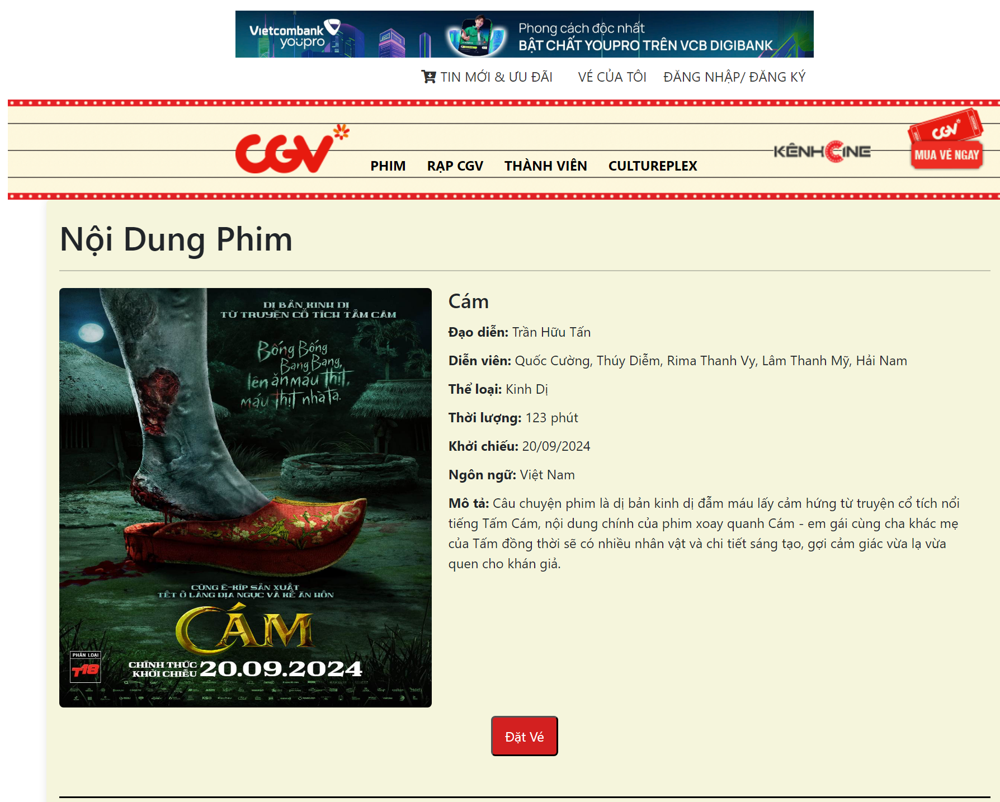 Vietcombank
youpro
Phong cách độc nhất
BẬT CHẤT YOUPRO TRÊN VCB DIGIBANK
TIN MỚI & ƯU ĐÃI VÉ CỦA TÔI ĐĂNG NHẬP/ ĐĂNG KÝ
CGV
PHIM RẠP CGV THÀNH VIÊN CULTUREPLEX
KÊNH CINE
CGV
MUA VÉ NGAY
Nội Dung Phim
DỊ BẢN KINH DỊ
TỪ TRUYỆN CỔ TÍCH TẤM CÁM
Bống Bống
Bang Bang,
lên ăn máu thịt,
máu thịt nhà ta.
CÙNG Ê-KÍP SẢN XUẤT
TẾT Ở LÀNG ĐỊA NGỤC VÀ KẺ ĂN HỒN
CÁM
PHÂN LOẠI
T18
CHÍNH THỨC
KHỞI CHIẾU 20.09.2024
Cám
Đạo diễn: Trần Hữu Tấn
Diễn viên: Quốc Cường, Thúy Diễm, Rima Thanh Vy, Lâm Thanh Mỹ, Hải Nam
Thể loại: Kinh Dị
Thời lượng: 123 phút
Khởi chiếu: 20/09/2024
Ngôn ngữ: Việt Nam
Mô tả: Câu chuyện phim là dị bản kinh dị đẫm máu lấy cảm hứng từ truyện cổ tích nổi
tiếng Tấm Cám, nội dung chính của phim xoay quanh Cám - em gái cùng cha khác mẹ
của Tấm đồng thời sẽ có nhiều nhân vật và chi tiết sáng tạo, gợi cảm giác vừa lạ vừa
quen cho khán giả.
Đặt Vé